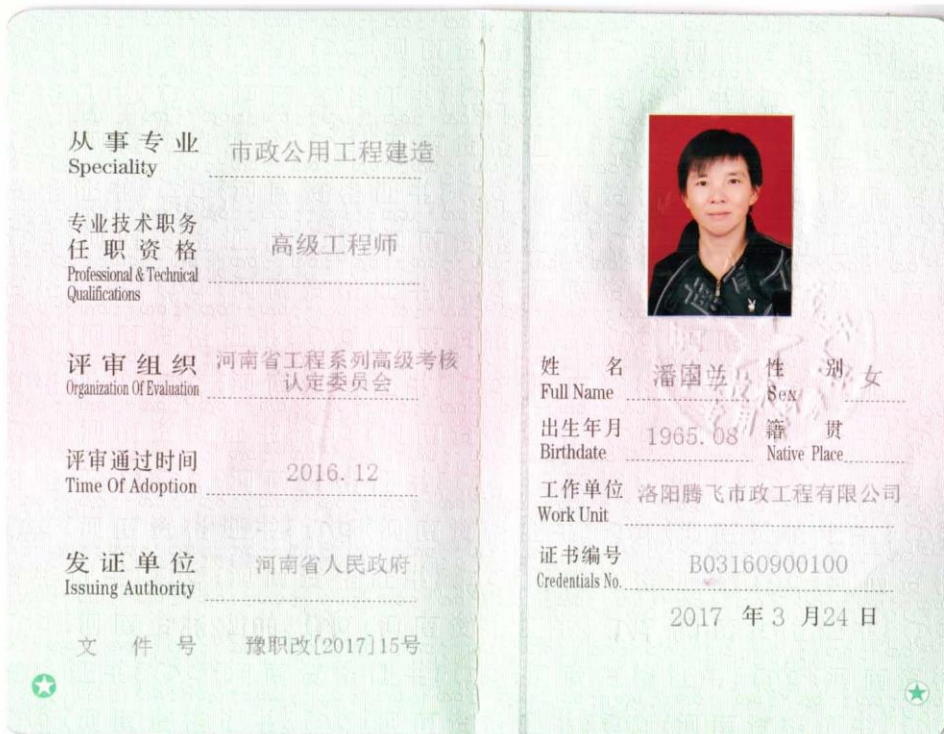 从事专业 市政公用工程建造
Speciality
专业技术职务
任职资格 高级工程师
Professional & Technical
Qualifications
评审组织 河南省工程系列高级考核
Organization Of Evaluation 认定委员会
评审通过时间 2016.12
Time Of Adoption
发证单位 河南省人民政府
Issuing Authority
文件号 豫职改[2017]15号
姓名 潘国兰 性别 女
Full Name Sex
出生年月 1965.08 籍贯
Birthdate Native Place
工作单位 洛阳腾飞市政工程有限公司
Work Unit
证书编号 B03160900100
Credentials No.
2017 年 3 月 24 日